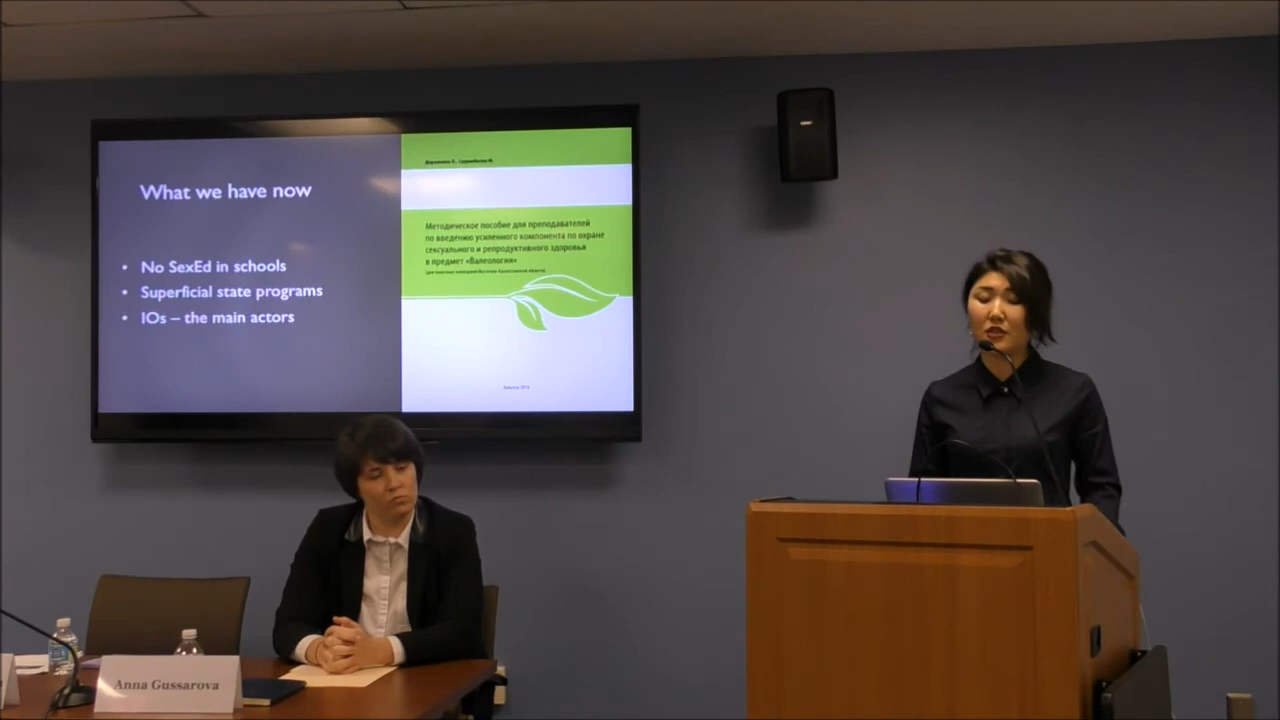 What we have now
• No SexEd in schools
• Superficial state programs
• IOs – the main actors
Методическое пособие для преподавателей
по введению усиленного компонента по охране
сексуального и репродуктивного здоровья
в предмет «Валеология»
Anna Gussarova